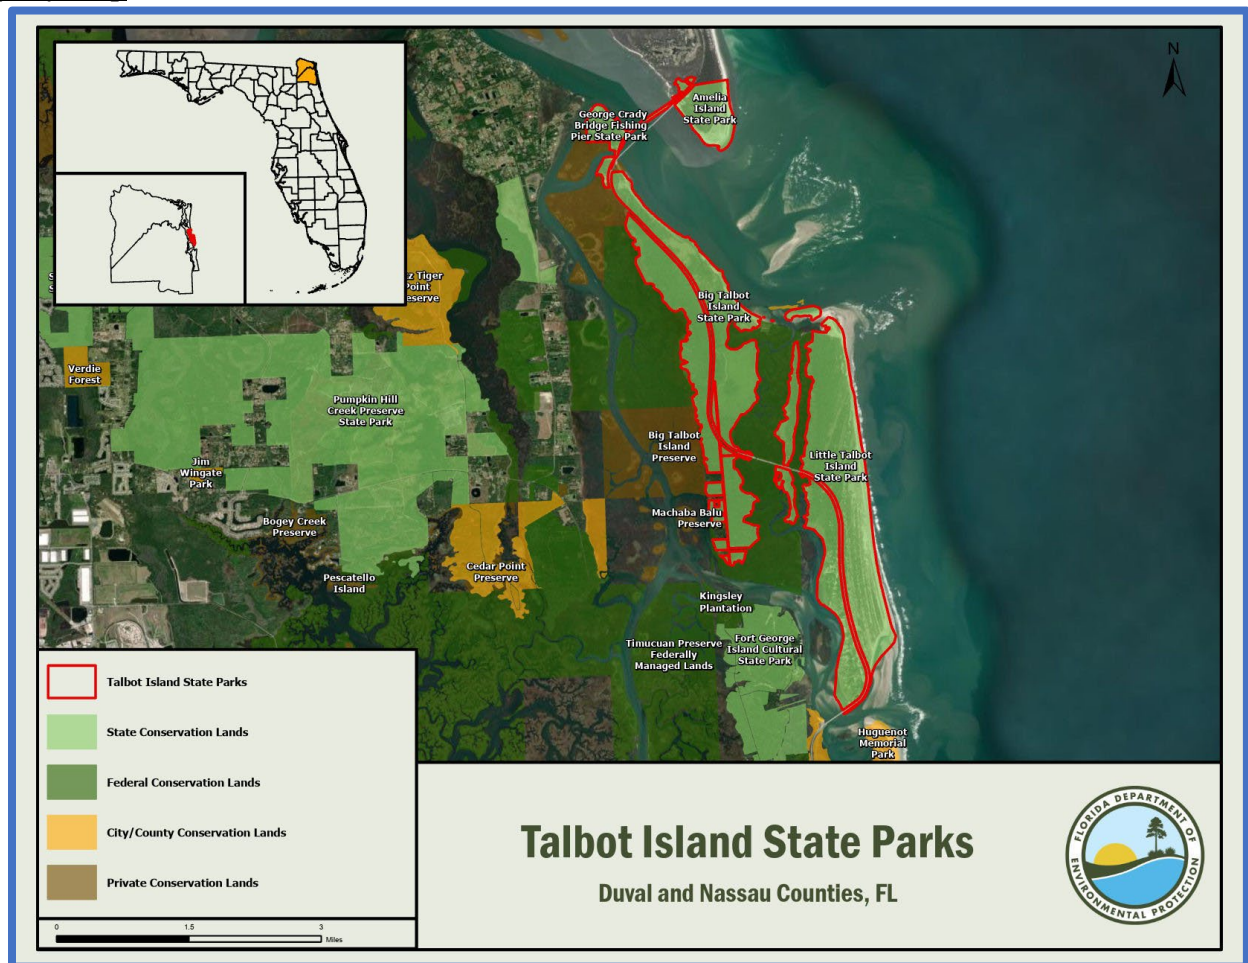 N
Amelia
Island
State Park
George Crady
Bridge Fishing
Pier State Park
z Tiger
Point
eserve
Big Talbot
Island
State Park
Verdie
Forest
Pumpkin Hill
Creek Preserve
State Park
Big Talbot
Island
Preserve
Little Talbot
Island
State Park
Jim
Wingate
Park
Machaba Balu
Preserve
Bogey Creek
Preserve
Cedar Point
Preserve
Pescatello
Island
Kingsley
Plantation
Timucuan Preserve
Federally
Managed Lands
Fort George
Island Cultural
State Park
Huguenot
Memorial
Park
Talbot Island State Parks
State Conservation Lands
Federal Conservation Lands
City/County Conservation Lands
Private Conservation Lands
0 1.5 3
Miles
Talbot Island State Parks
Duval and Nassau Counties, FL
FLORIDA DEPARTMENT OF
ENVIRONMENTAL PROTECTION